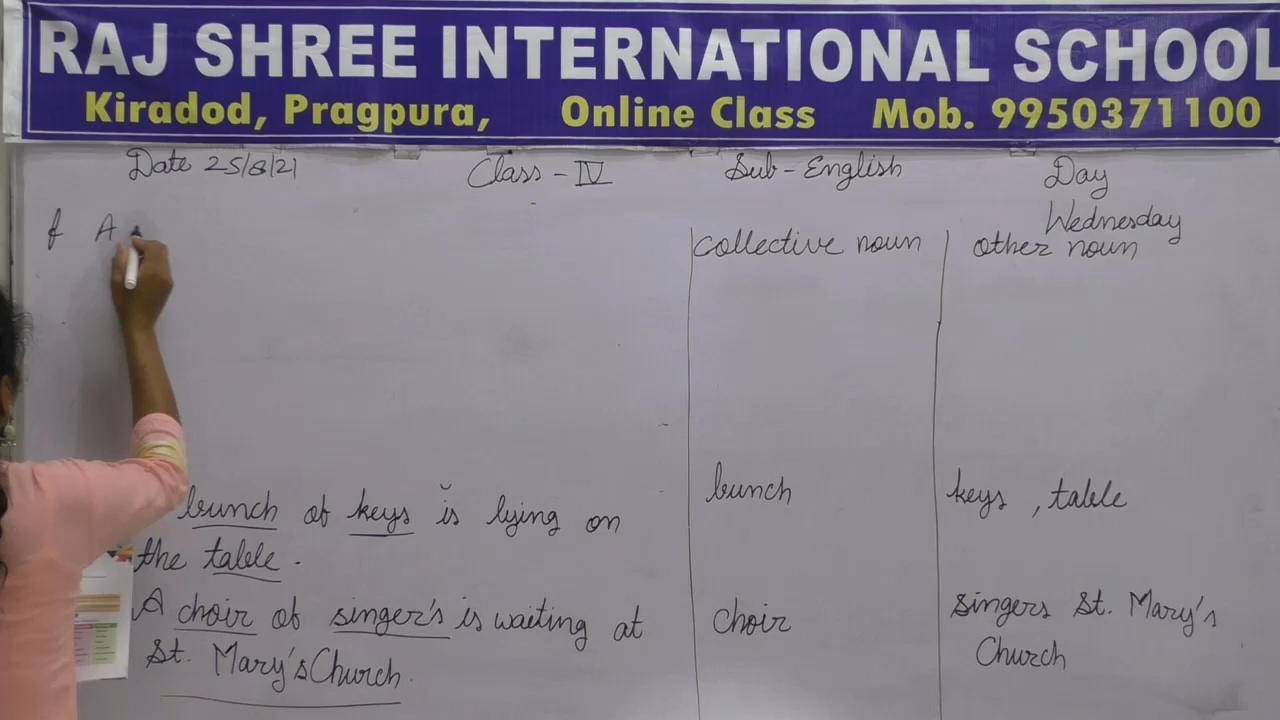 RAJ SHREE INTERNATIONAL SCHOOL
Kiradod, Pragpura, Online Class Mob. 9950371100
Date 25/8/21 Class - IV Sub - English Day
Wednesday
f A
collective noun other noun
bunch of keys is lying on
the table.
bunch keys, table
A choir of singer's is waiting at
St. Mary's Church.
choir singers St. Mary's
Church